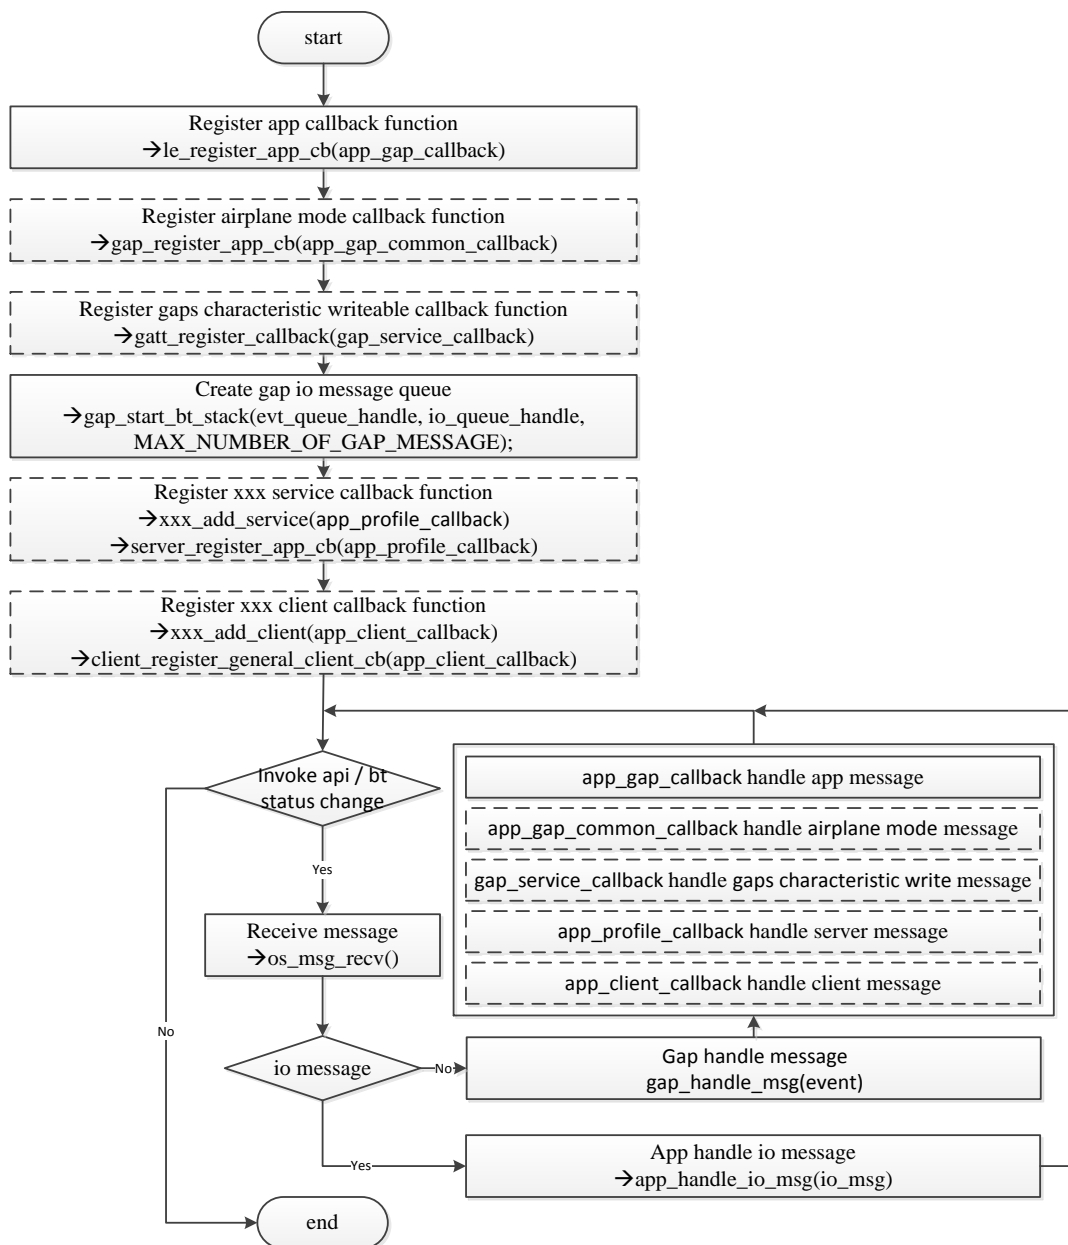 start
Register app callback function
→le_register_app_cb(app_gap_callback)
Register airplane mode callback function
→gap_register_app_cb(app_gap_common_callback)
Register gaps characteristic writeable callback function
→gatt_register_callback(gap_service_callback)
Create gap io message queue
→gap_start_bt_stack(evt_queue_handle, io_queue_handle,
MAX_NUMBER_OF_GAP_MESSAGE);
Register xxx service callback function
→xxx_add_service(app_profile_callback)
→server_register_app_cb(app_profile_callback)
Register xxx client callback function
→xxx_add_client(app_client_callback)
→client_register_general_client_cb(app_client_callback)
Invoke api / bt
status change
Yes
No
Receive message
→os_msg_recv()
io message
No
Yes
app_gap_callback handle app message
app_gap_common_callback handle airplane mode message
gap_service_callback handle gaps characteristic write message
app_profile_callback handle server message
app_client_callback handle client message
Gap handle message
gap_handle_msg(event)
App handle io message
→app_handle_io_msg(io_msg)
end